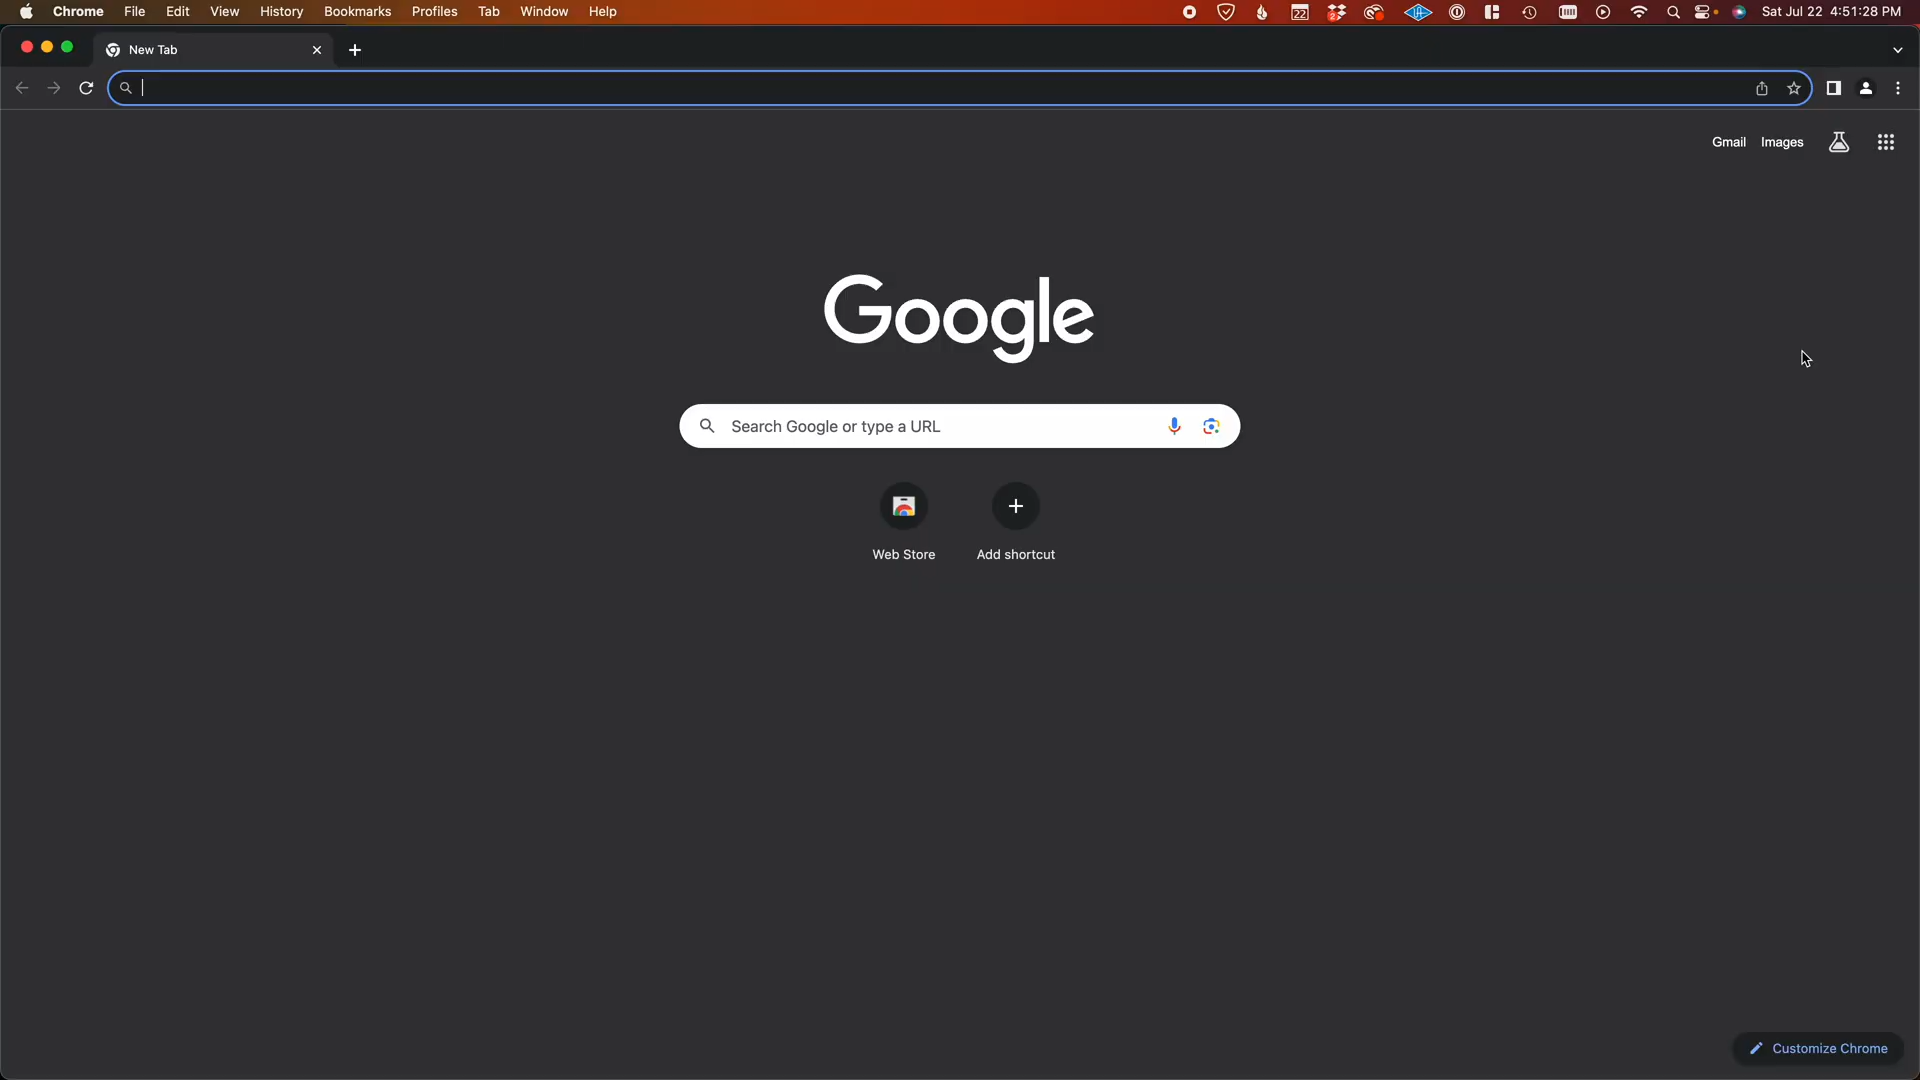 Chrome File Edit View History Bookmarks Profiles Tab Window Help 22 2 Sat Jul 22 4:51:28 PM
New Tab
Gmail Images
Google
Search Google or type a URL
Web Store Add shortcut
Customize Chrome